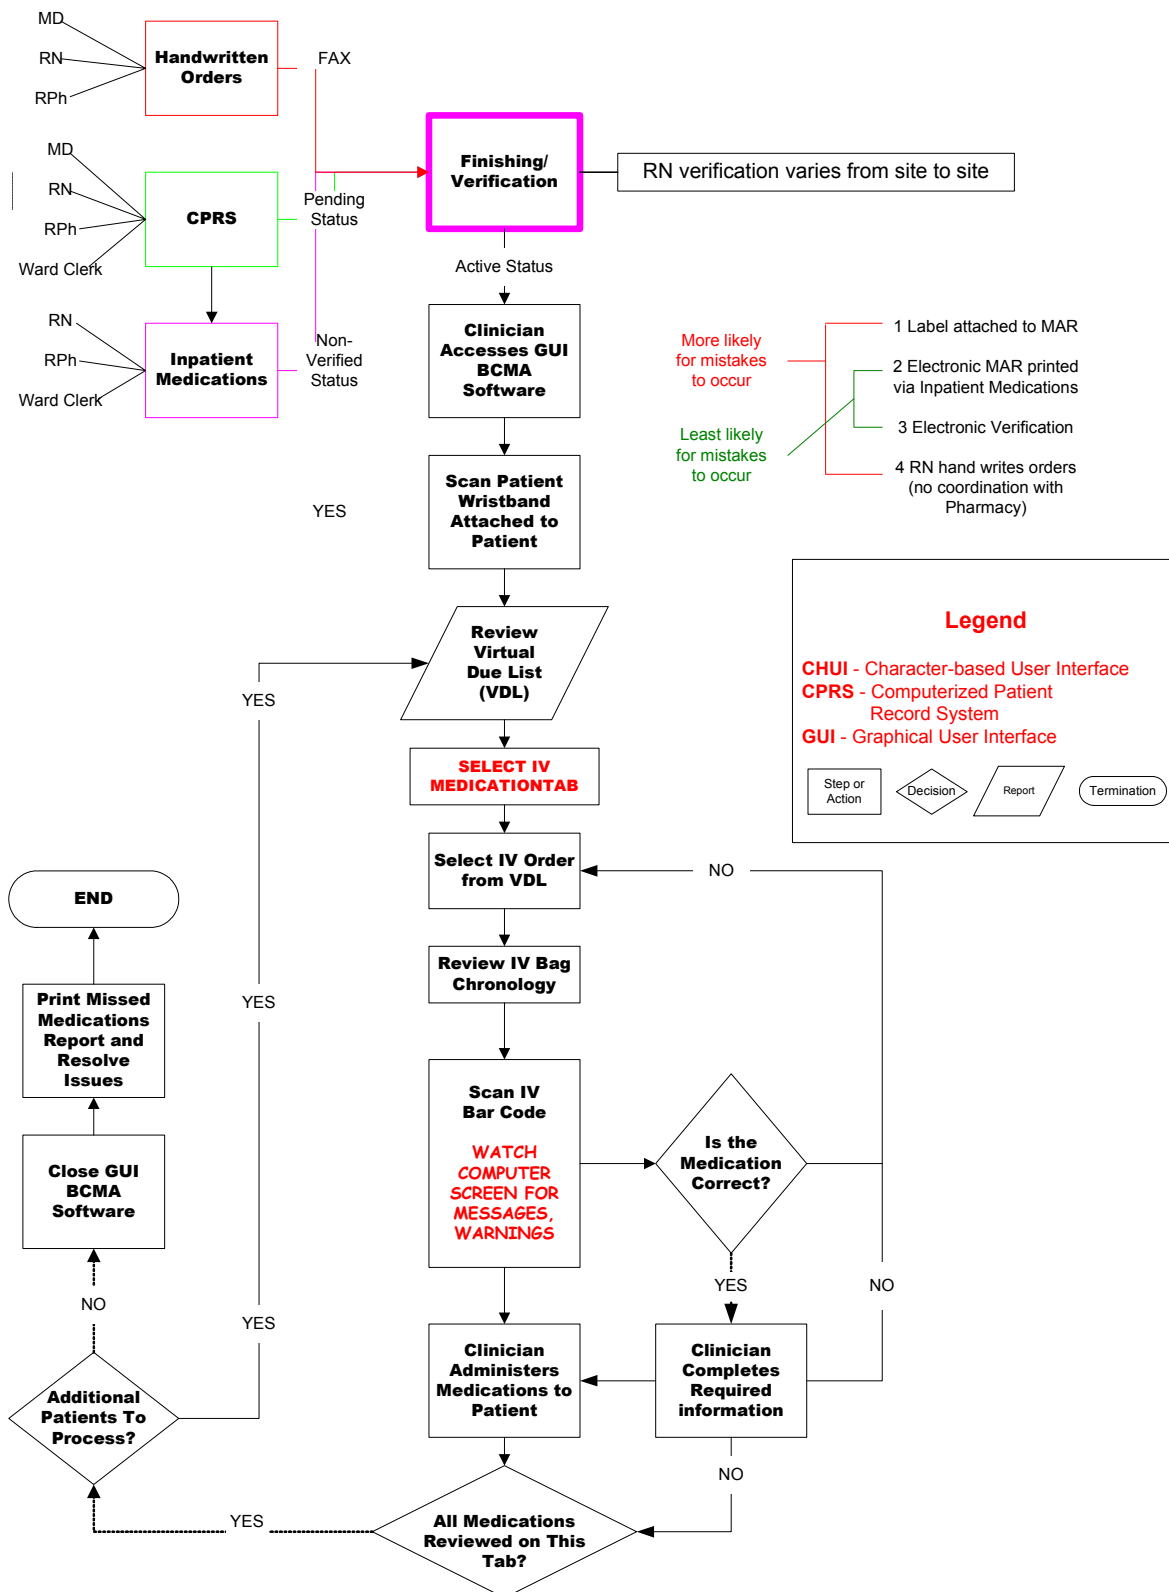 MD
RN
RPh
Handwritten
Orders
FAX
MD
RN
RPh
Ward Clerk
CPRS
Pending
Status
RN
RPh
Ward Clerk
Inpatient
Medications
Non-
Verified
Status
Finishing/
Verification
RN verification varies from site to site
Active Status
Clinician
Accesses GUI
BCMA
Software
More likely
for mistakes
to occur
Least likely
for mistakes
to occur
1 Label attached to MAR
2 Electronic MAR printed
via Inpatient Medications
3 Electronic Verification
4 RN hand writes orders
(no coordination with
Pharmacy)
YES
Scan Patient
Wristband
Attached to
Patient
Legend
CHUI - Character-based User Interface
CPRS - Computerized Patient
Record System
GUI - Graphical User Interface
Step or
Action
Decision
Report
Termination
Review
Virtual
Due List
(VDL)
YES
SELECT IV
MEDICATIONTAB
Select IV Order
from VDL
NO
END
Review IV Bag
Chronology
Print Missed
Medications
Report and
Resolve
Issues
YES
Scan IV
Bar Code
WATCH
COMPUTER
SCREEN FOR
MESSAGES,
WARNINGS
Is the
Medication
Correct?
Close GUI
BCMA
Software
NO
YES
YES
NO
Clinician
Administers
Medications to
Patient
Clinician
Completes
Required
information
Additional
Patients To
Process?
NO
YES
All Medications
Reviewed on This
Tab?